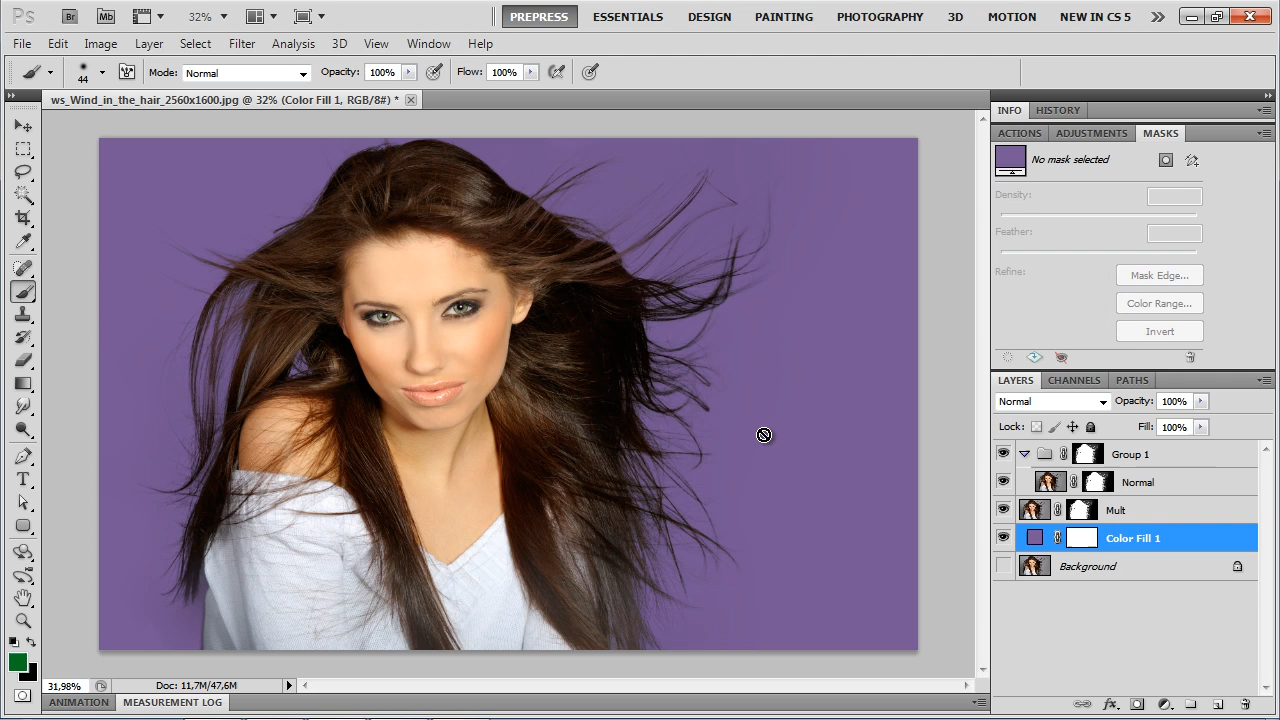 Ps Br Mb 32% PREPRESS ESSENTIALS DESIGN PAINTING PHOTOGRAPHY 3D MOTION NEW IN CS 5
File Edit Image Layer Select Filter Analysis 3D View Window Help
44 Mode: Normal Opacity: 100% Flow: 100%
ws_Wind_in_the_hair_2560x1600.jpg @ 32% (Color Fill 1, RGB/8#) *
INFO HISTORY
ACTIONS ADJUSTMENTS MASKS
No mask selected
Density:
Feather:
Refine: Mask Edge...
Color Range...
Invert
LAYERS CHANNELS PATHS
Normal Opacity: 100%
Lock: Fill: 100%
Group 1
Normal
Mult
Color Fill 1
Background
T
31,98% Doc: 11,7M/47,6M
ANIMATION MEASUREMENT LOG
fx